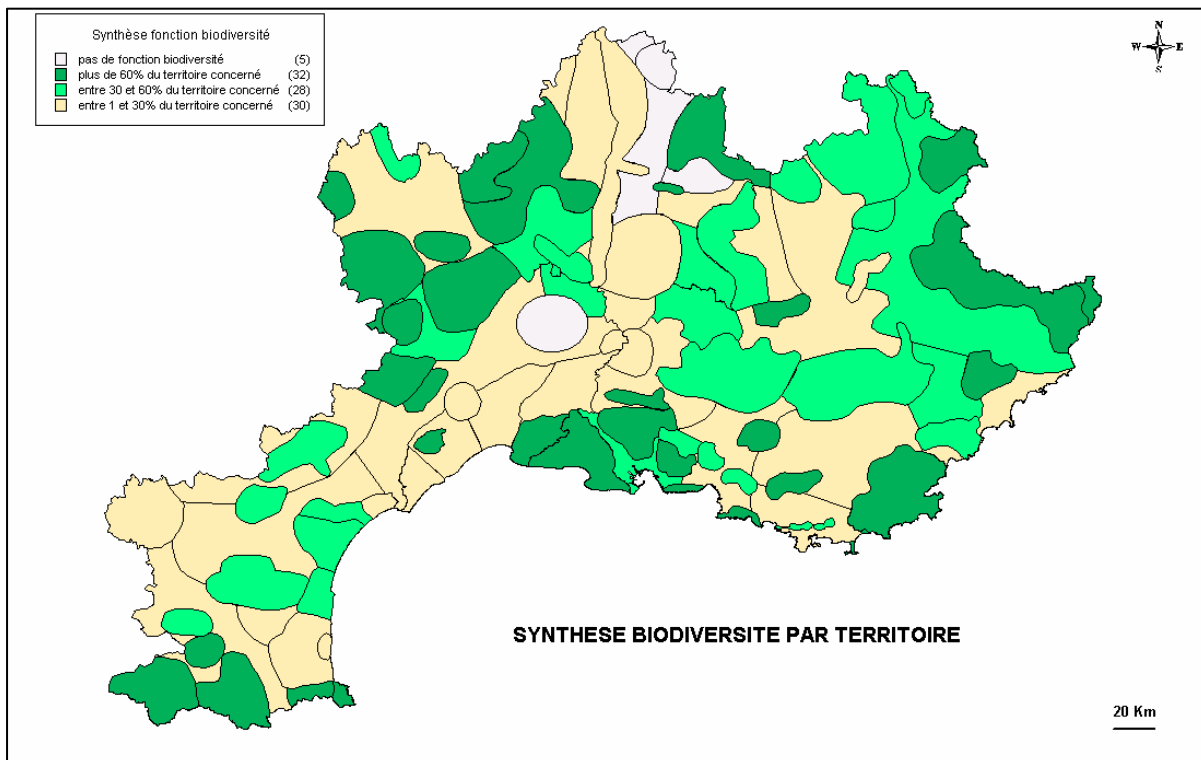 Synthèse fonction biodiversité
pas de fonction biodiversité (5)
plus de 60% du territoire concerné (32)
entre 30 et 60% du territoire concerné (28)
entre 1 et 30% du territoire concerné (30)
N
W E
S
SYNTHESE BIODIVERSITE PAR TERRITOIRE
20 Km